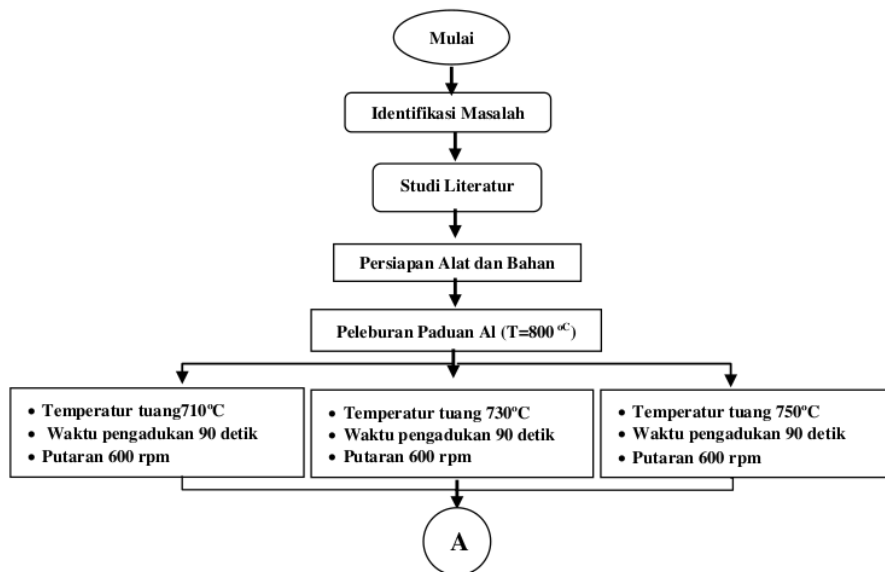 Mulai
Identifikasi Masalah
Studi Literatur
Persiapan Alat dan Bahan
Peleburan Paduan Al (T=800 ºC)
• Temperatur tuang710ºC
• Waktu pengadukan 90 detik
• Putaran 600 rpm
• Temperatur tuang 730ºC
• Waktu pengadukan 90 detik
• Putaran 600 rpm
• Temperatur tuang 750ºC
• Waktu pengadukan 90 detik
• Putaran 600 rpm
A